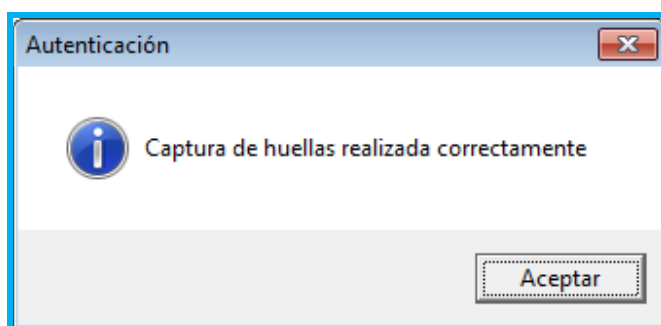 Autenticación
Captura de huellas realizada correctamente
Aceptar